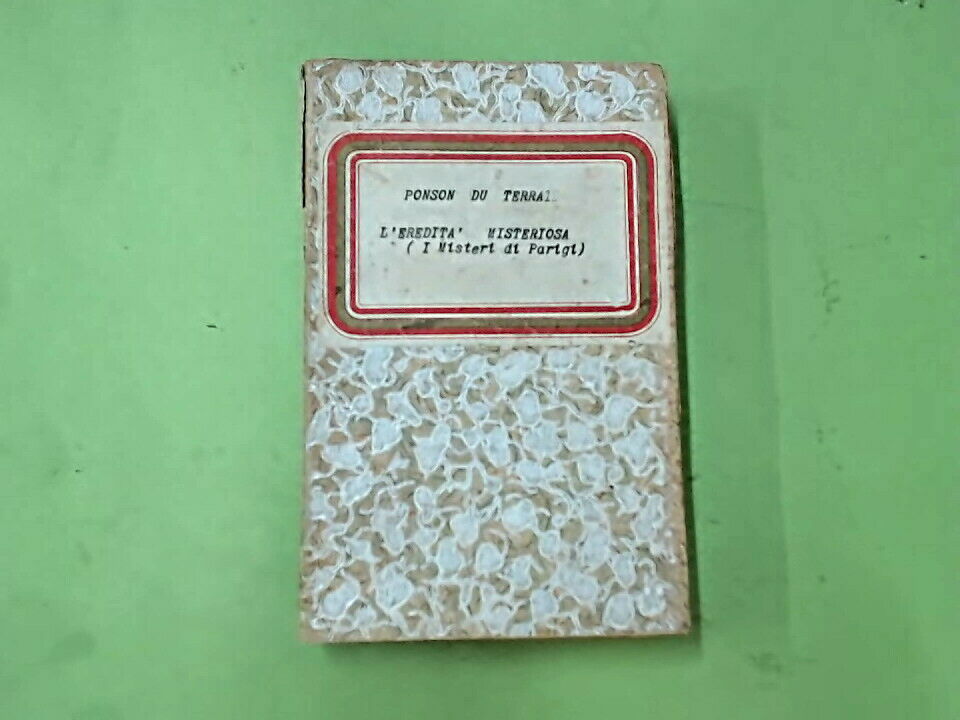 PONSON DU TERRAIL
L'EREDITA' MISTERIOSA
( I Misteri di Parigi)